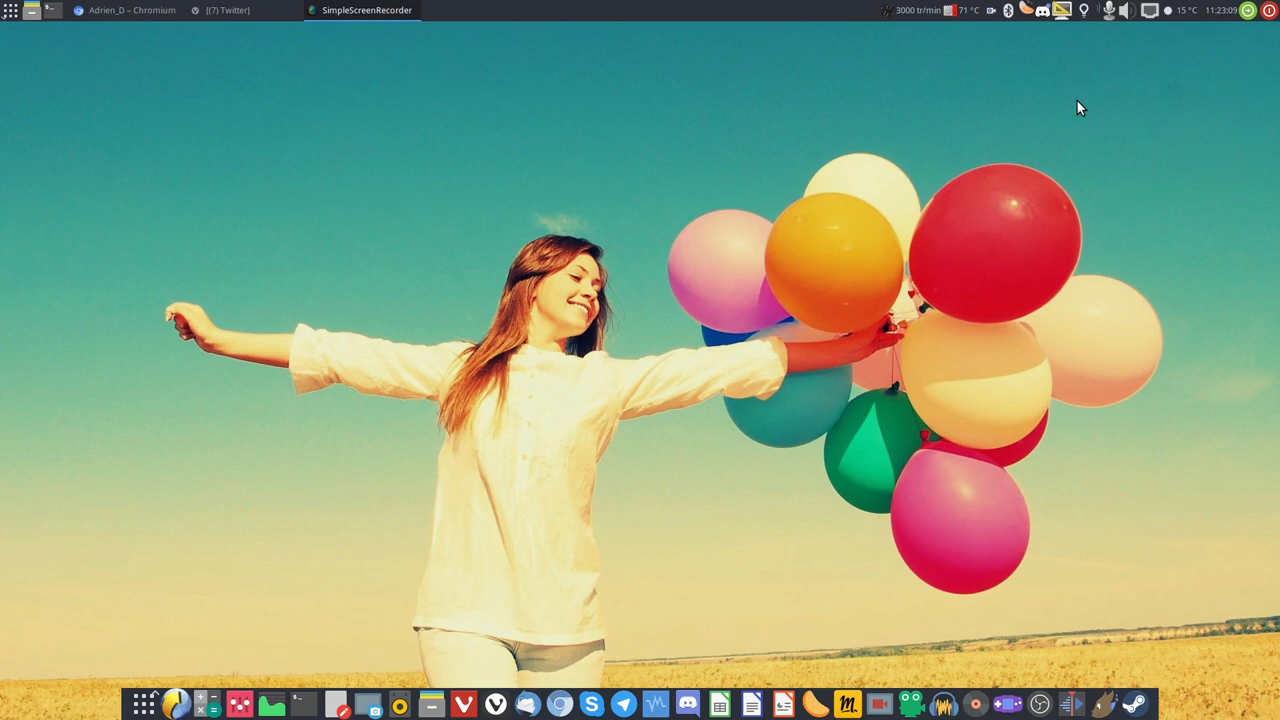 Adrien_D – Chromium
[(7) Twitter]
SimpleScreenRecorder
3000 tr/min
71 °C
15 °C
11:23:09